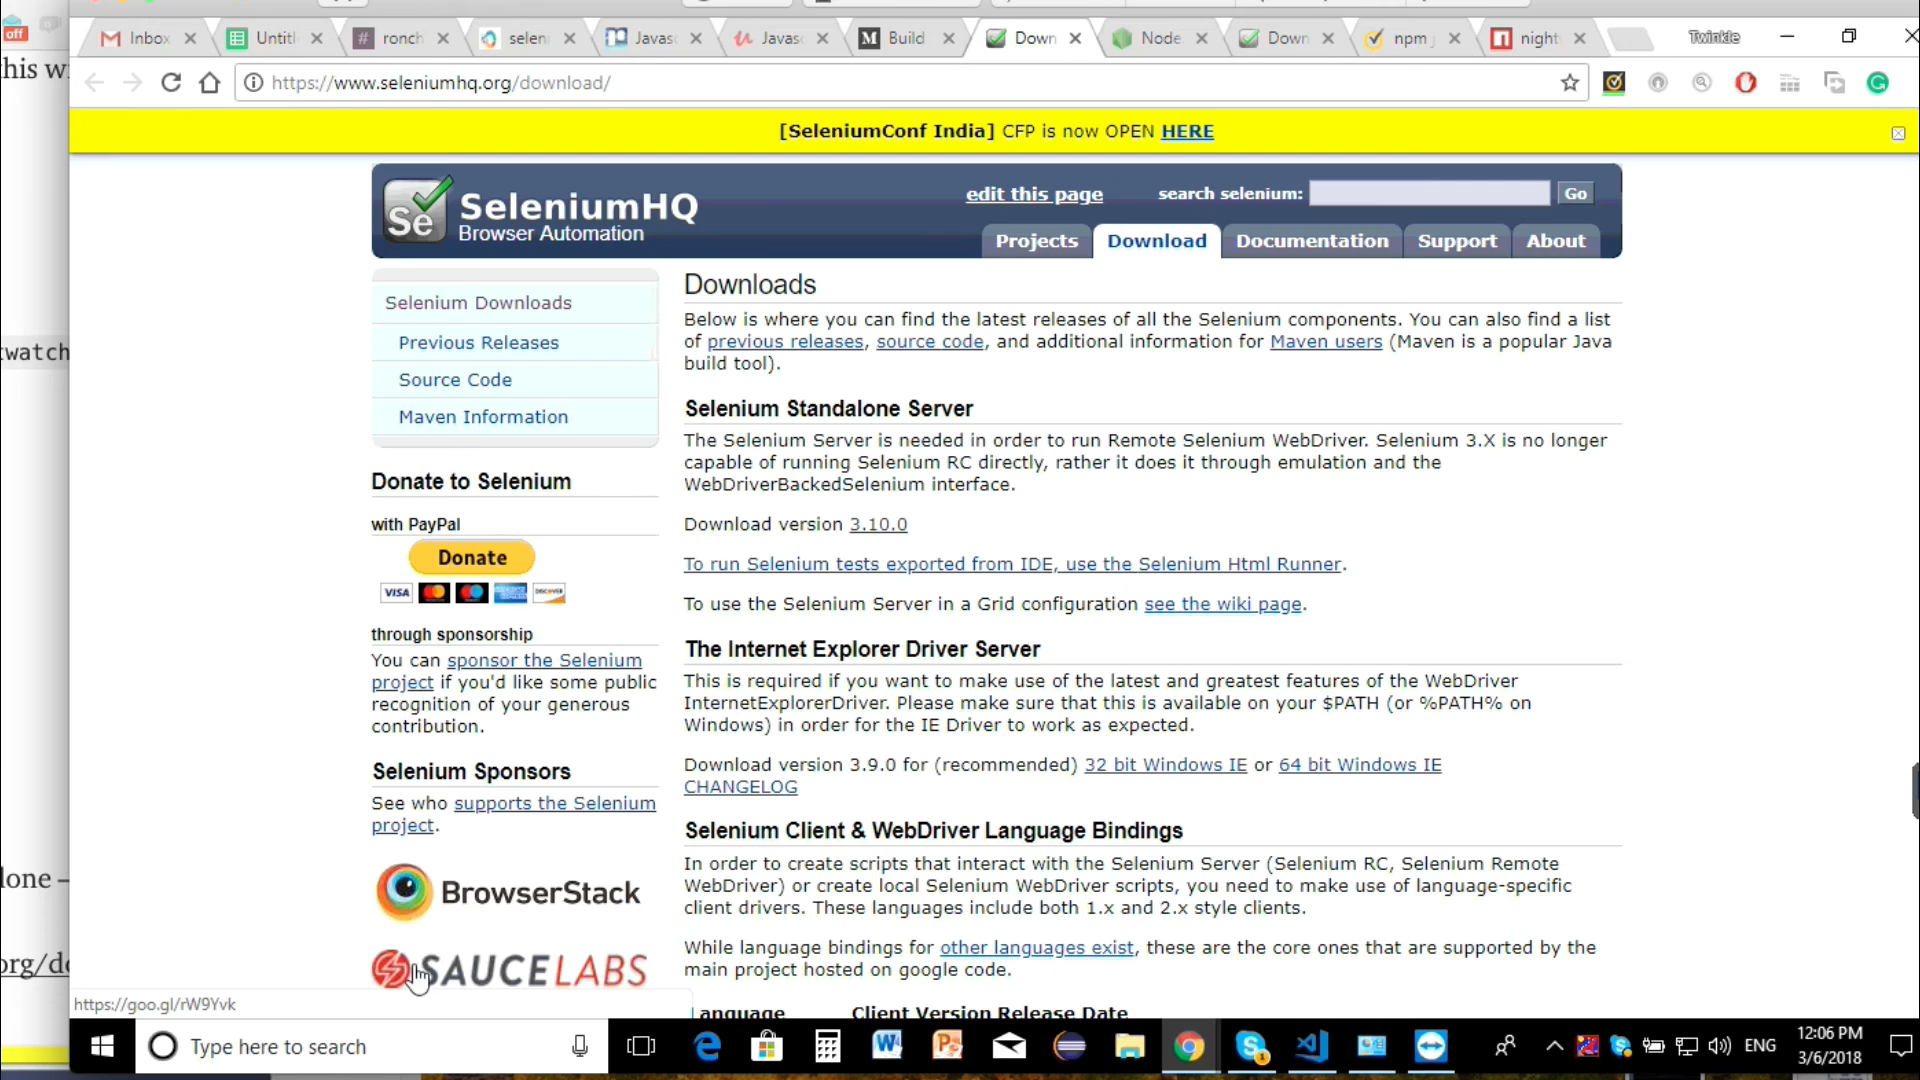 off
this wi
Inbox
Untitl
ronch
selen
Javasc
Javasc
Build
Down
Node
Down
npm j
night
Twinkle
https://www.seleniumhq.org/download/
[SeleniumConf India] CFP is now OPEN HERE
Se
SeleniumHQ
Browser Automation
edit this page
search selenium:
Go
Projects
Download
Documentation
Support
About
Selenium Downloads
Previous Releases
Source Code
Maven Information
Donate to Selenium
with PayPal
Donate
VISA
DISCOVER
through sponsorship
You can sponsor the Selenium
project if you'd like some public
recognition of your generous
contribution.
Selenium Sponsors
See who supports the Selenium
project.
BrowserStack
SAUCELABS
Downloads
Below is where you can find the latest releases of all the Selenium components. You can also find a list
of previous releases, source code, and additional information for Maven users (Maven is a popular Java
build tool).
Selenium Standalone Server
The Selenium Server is needed in order to run Remote Selenium WebDriver. Selenium 3.X is no longer
capable of running Selenium RC directly, rather it does it through emulation and the
WebDriverBackedSelenium interface.
Download version 3.10.0
To run Selenium tests exported from IDE, use the Selenium Html Runner.
To use the Selenium Server in a Grid configuration see the wiki page.
The Internet Explorer Driver Server
This is required if you want to make use of the latest and greatest features of the WebDriver
InternetExplorerDriver. Please make sure that this is available on your $PATH (or %PATH% on
Windows) in order for the IE Driver to work as expected.
Download version 3.9.0 for (recommended) 32 bit Windows IE or 64 bit Windows IE
CHANGELOG
Selenium Client & WebDriver Language Bindings
In order to create scripts that interact with the Selenium Server (Selenium RC, Selenium Remote
WebDriver) or create local Selenium WebDriver scripts, you need to make use of language-specific
client drivers. These languages include both 1.x and 2.x style clients.
While language bindings for other languages exist, these are the core ones that are supported by the
main project hosted on google code.
Language Client Version Release Date
twatch
lone –
org/do
https://goo.gl/rW9Yvk
Type here to search
ENG
12:06 PM
3/6/2018